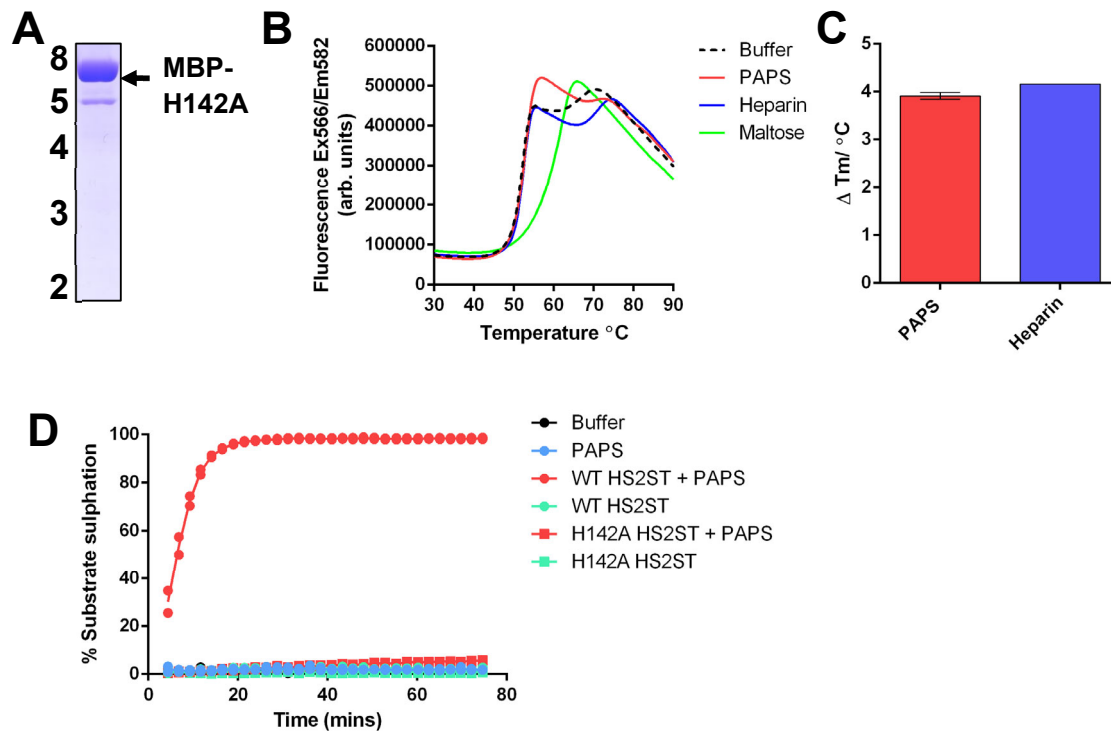 A
8
5
4
3
2
MBP-
H142A
B
Fluorescence Ex566/Em582
(arb. units)
600000
500000
400000
300000
200000
100000
0
30 40 50 60 70 80 90
Temperature °C
Buffer
PAPS
Heparin
Maltose
C
Δ Tm/ °C
5
4
3
2
1
0
PAPS
Heparin
D
% Substrate sulphation
100
80
60
40
20
0
0 20 40 60 80
Time (mins)
Buffer
PAPS
WT HS2ST + PAPS
WT HS2ST
H142A HS2ST + PAPS
H142A HS2ST